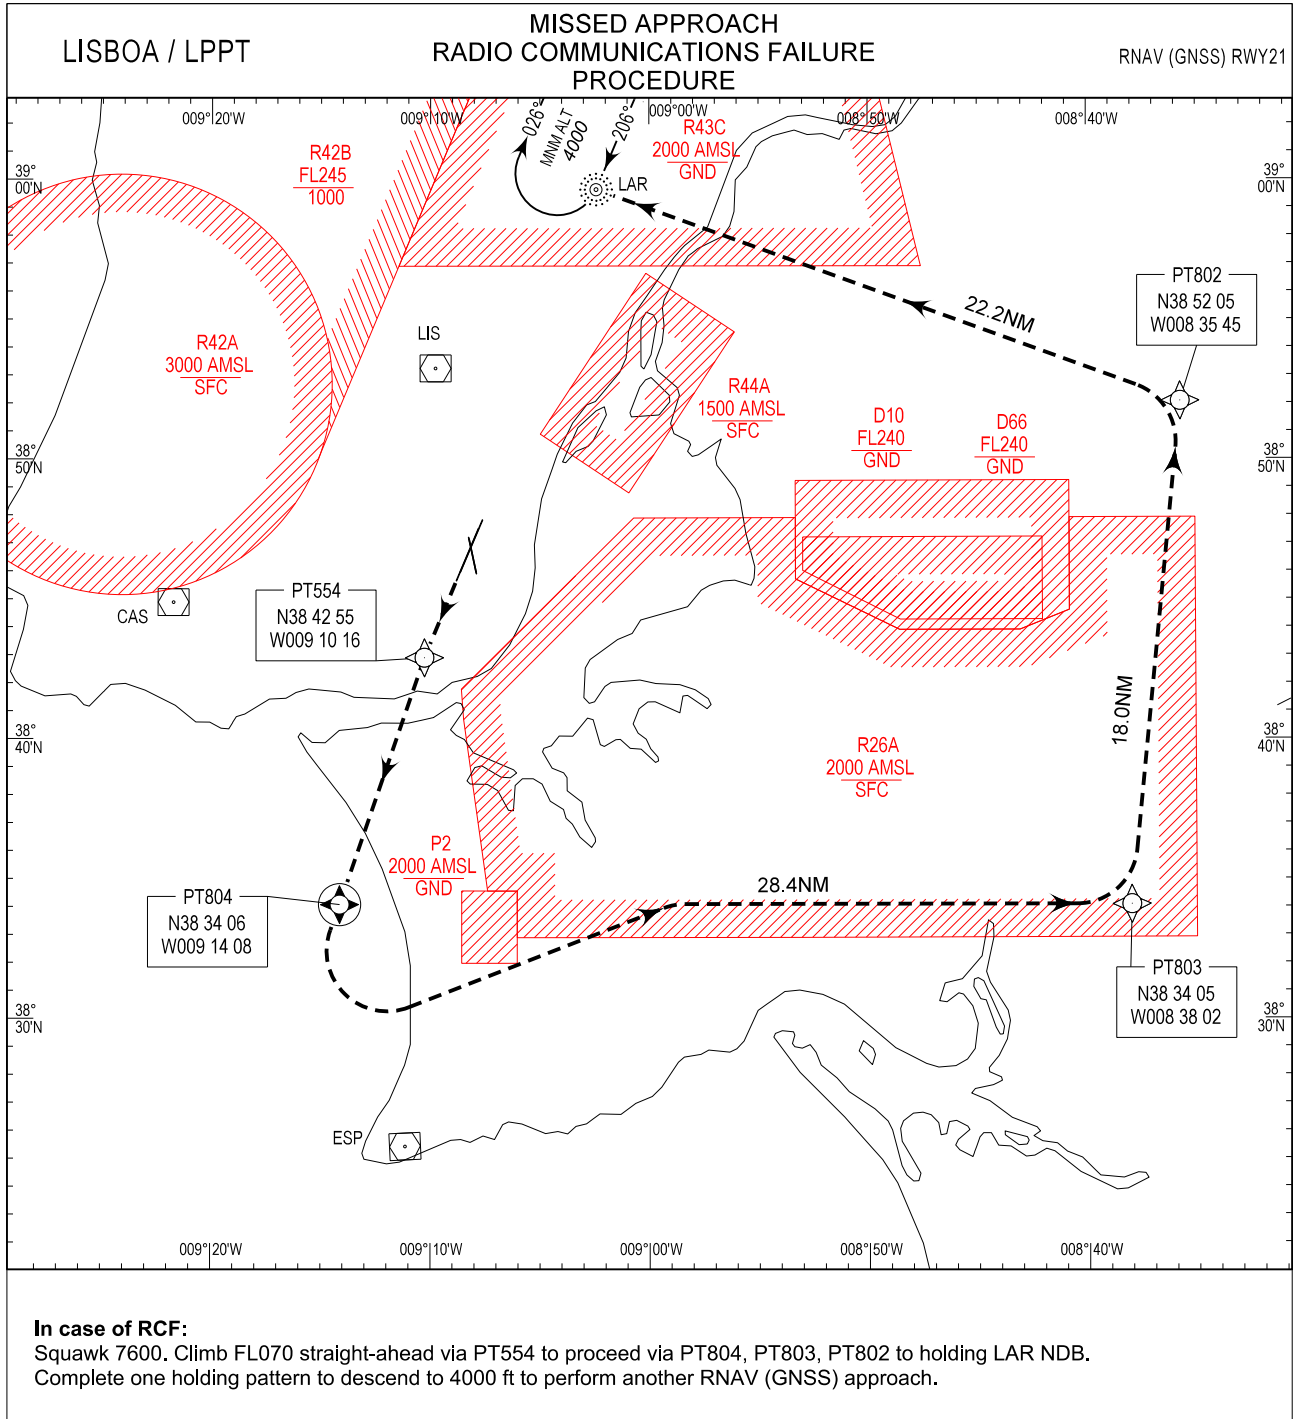 LISBOA / LPPT
MISSED APPROACH
RADIO COMMUNICATIONS FAILURE
PROCEDURE
RNAV (GNSS) RWY21
009°20'W
009°10'W
009°00'W
008°50'W
008°40'W
026°
MNM ALT
4000
206°
LAR
R43C
2000 AMSL
GND
R42B
FL245
1000
39°
00'N
39°
00'N
PT802
N38 52 05
W008 35 45
22.2NM
LIS
R42A
3000 AMSL
SFC
R44A
1500 AMSL
SFC
D10
FL240
GND
D66
FL240
GND
38°
50'N
38°
50'N
PT554
N38 42 55
W009 10 16
CAS
18.0NM
38°
40'N
38°
40'N
R26A
2000 AMSL
SFC
P2
2000 AMSL
GND
28.4NM
PT804
N38 34 06
W009 14 08
PT803
N38 34 05
W008 38 02
38°
30'N
38°
30'N
ESP
009°20'W
009°10'W
009°00'W
008°50'W
008°40'W
In case of RCF:
Squawk 7600. Climb FL070 straight-ahead via PT554 to proceed via PT804, PT803, PT802 to holding LAR NDB.
Complete one holding pattern to descend to 4000 ft to perform another RNAV (GNSS) approach.